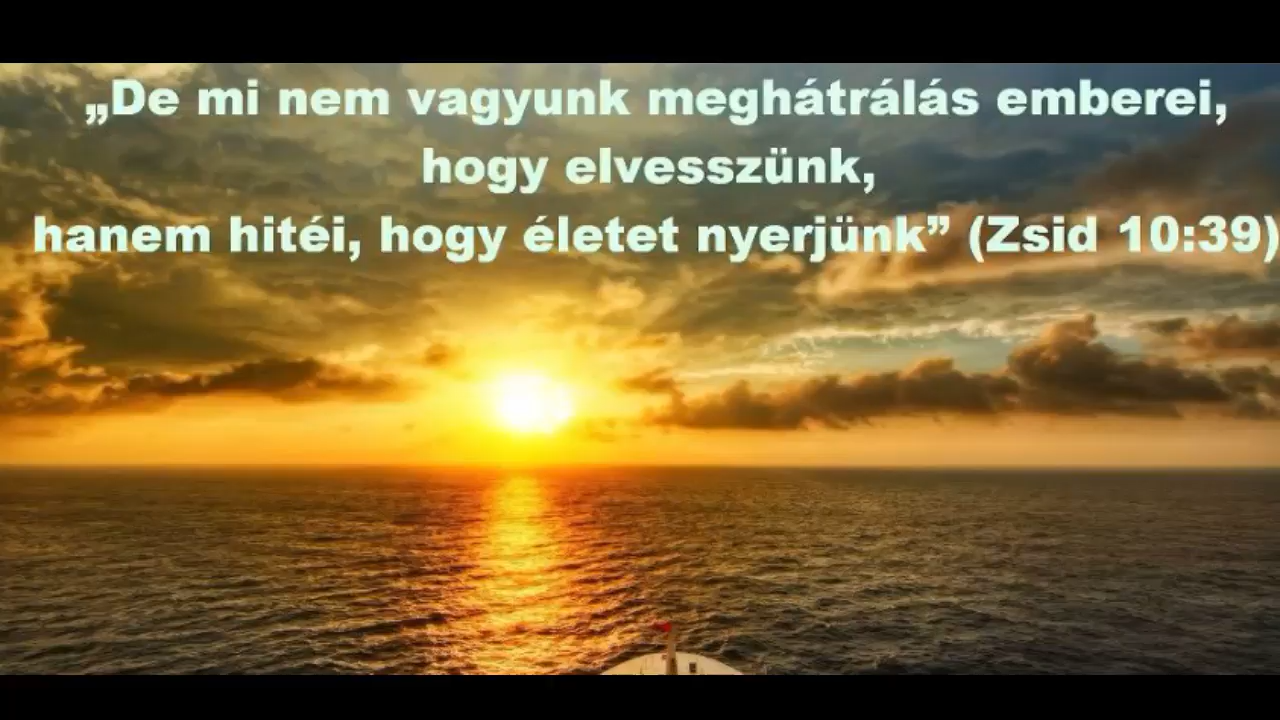 „De mi nem vagyunk meghátrálás emberei,
hogy elvesszünk,
hanem hitéi, hogy életet nyerjünk” (Zsid 10:39)